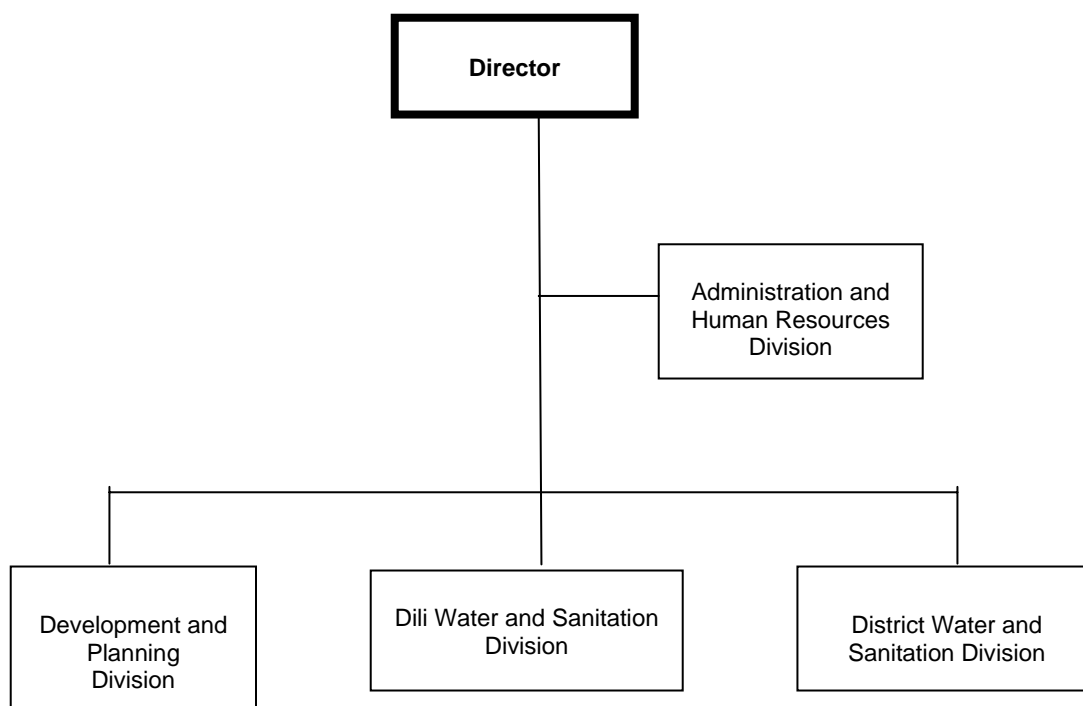 Director
Administration and
Human Resources
Division
Development and
Planning
Division
Dili Water and Sanitation
Division
District Water and
Sanitation Division